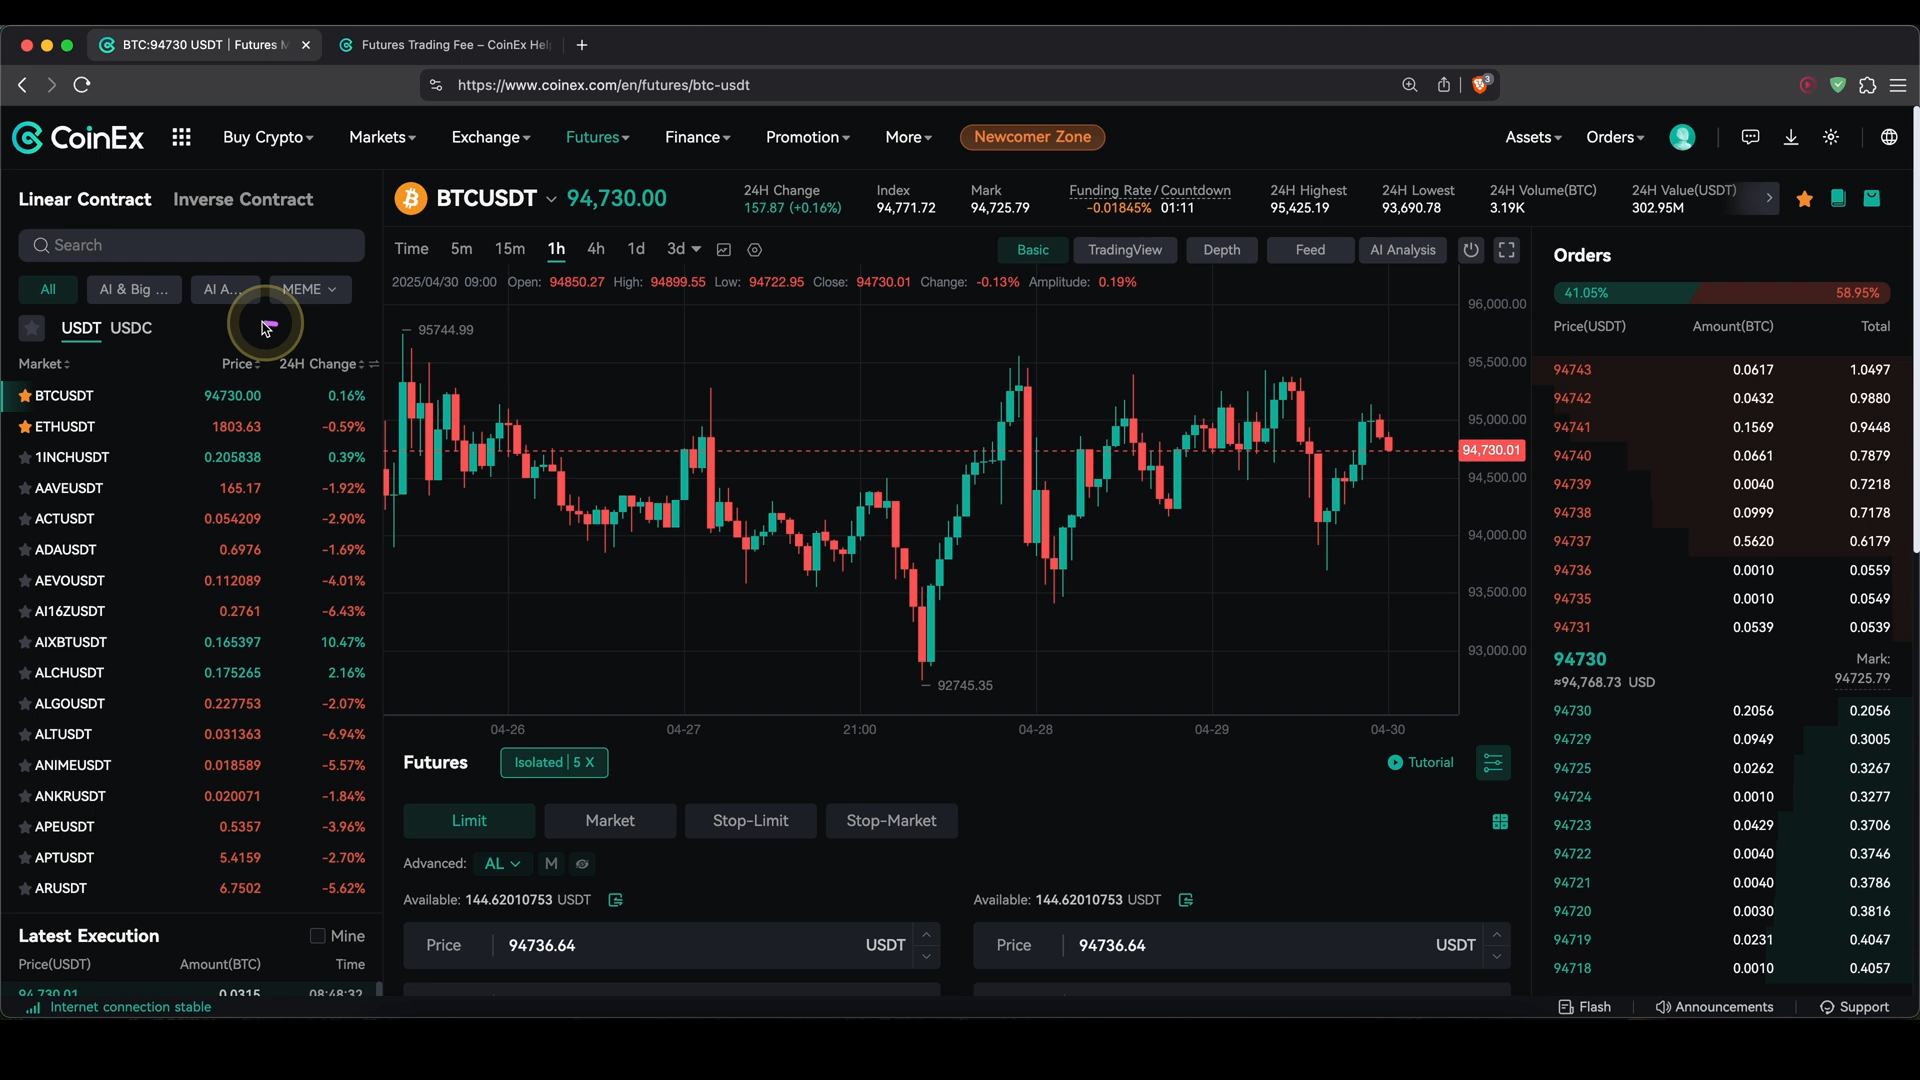 BTC:94730 USDT | Futures M
Futures Trading Fee – CoinEx Hel
https://www.coinex.com/en/futures/btc-usdt
3
CoinEx
Buy Crypto
Markets
Exchange
Futures
Finance
Promotion
More
Newcomer Zone
Assets
Orders
Linear Contract
Inverse Contract
Search
All
AI & Big ...
AI A...
MEME
USDT USDC
Market Price 24H Change
BTCUSDT 94730.00 0.16%
ETHUSDT 1803.63 -0.59%
1INCHUSDT 0.205838 0.39%
AAVEUSDT 165.17 -1.92%
ACTUSDT 0.054209 -2.90%
ADAUSDT 0.6976 -1.69%
AEVOUSDT 0.112089 -4.01%
AI16ZUSDT 0.2761 -6.43%
AIXBTUSDT 0.165397 10.47%
ALCHUSDT 0.175265 2.16%
ALGOUSDT 0.227753 -2.07%
ALTUSDT 0.031363 -6.94%
ANIMEUSDT 0.018589 -5.57%
ANKRUSDT 0.020071 -1.84%
APEUSDT 0.5357 -3.96%
APTUSDT 5.4159 -2.70%
ARUSDT 6.7502 -5.62%
Latest Execution
Mine
Price(USDT) Amount(BTC) Time
94,730.01 0.0315 08:48:32
Internet connection stable
BTCUSDT 94,730.00
24H Change
157.87 (+0.16%)
Index
94,771.72
Mark
94,725.79
Funding Rate / Countdown
-0.01845% 01:11
24H Highest
95,425.19
24H Lowest
93,690.78
24H Volume(BTC)
3.19K
24H Value(USDT)
302.95M
Time 5m 15m 1h 4h 1d 3d
Basic
TradingView
Depth
Feed
AI Analysis
2025/04/30 09:00 Open: 94850.27 High: 94899.55 Low: 94722.95 Close: 94730.01 Change: -0.13% Amplitude: 0.19%
95744.99
92745.35
96,000.00
95,500.00
95,000.00
94,730.01
94,500.00
94,000.00
93,500.00
93,000.00
04-26 04-27 21:00 04-28 04-29 04-30
Futures
Isolated | 5 X
Tutorial
Limit
Market
Stop-Limit
Stop-Market
Advanced: AL M
Available: 144.62010753 USDT
Price 94736.64 USDT
Available: 144.62010753 USDT
Price 94736.64 USDT
Orders
41.05% 58.95%
Price(USDT) Amount(BTC) Total
94743 0.0617 1.0497
94742 0.0432 0.9880
94741 0.1569 0.9448
94740 0.0661 0.7879
94739 0.0040 0.7218
94738 0.0999 0.7178
94737 0.5620 0.6179
94736 0.0010 0.0559
94735 0.0010 0.0549
94731 0.0539 0.0539
94730 Mark:
≈94,768.73 USD 94725.79
94730 0.2056 0.2056
94729 0.0949 0.3005
94725 0.0262 0.3267
94724 0.0010 0.3277
94723 0.0429 0.3706
94722 0.0040 0.3746
94721 0.0040 0.3786
94720 0.0030 0.3816
94719 0.0231 0.4047
94718 0.0010 0.4057
Flash
Announcements
Support